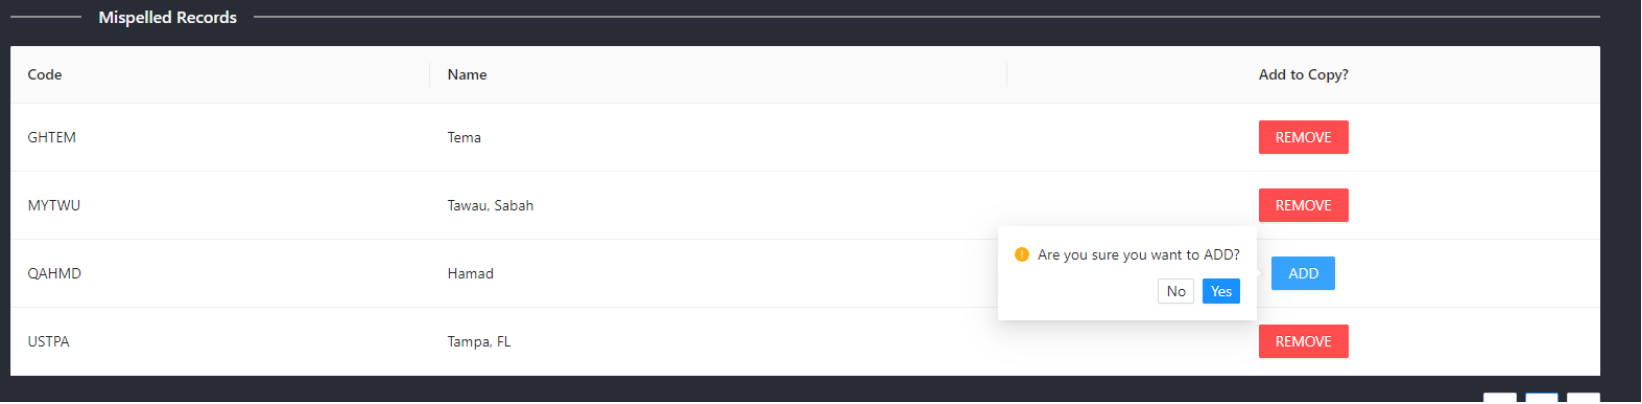 Mispelled Records
Code Name Add to Copy?
GHTEM Tema REMOVE
MYTWU Tawau, Sabah REMOVE
Are you sure you want to ADD?
QAHMD Hamad ADD
No Yes
USTPA Tampa, FL REMOVE